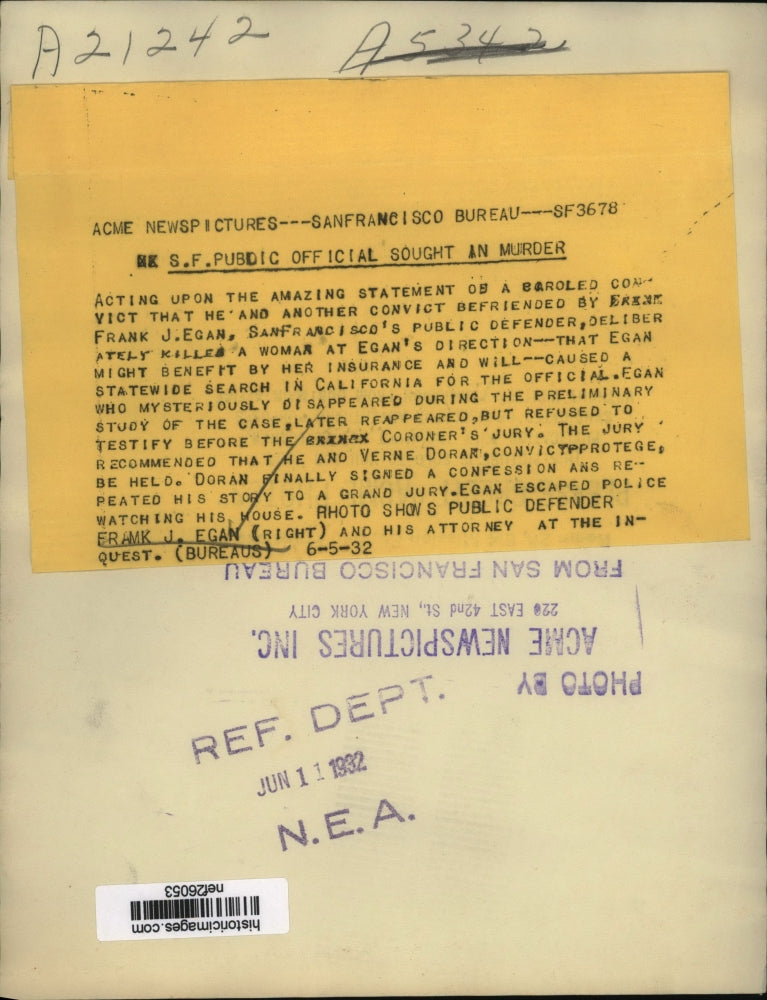 A21242 A5342
ACME NEWSPICTURES---SANFRANCISCO BUREAU---SF3678
S.F.PUBDIC OFFICIAL SOUGHT AN MURDER
ACTING UPON THE AMAZING STATEMENT OB A BAROLED CON-
VICT THAT HE AND ANOTHER CONVICT BEFRIENDED BY
FRANK J.EGAN, SANFRANCISCO'S PUBLIC DEFENDER,DELIBER
ATELY KILLED A WOMAN AT EGAN'S DIRECTION--THAT EGAN
MIGHT BENEFIT BY HER INSURANCE AND WILL--CAUSED A
STATEWIDE SEARCH IN CALIFORNIA FOR THE OFFICIAL.EGAN
WHO MYSTERIOUSLY DISAPPEARED DURING THE PRELIMINARY
STUDY OF THE CASE,LATER REAPPEARED,BUT REFUSED TO
TESTIFY BEFORE THE CORONER'S JURY. THE JURY
RECOMMENDED THAT HE AND VERNE DORAN,CONVICTPPROTEGE,
BE HELD. DORAN FINALLY SIGNED A CONFESSION ANS RE--
PEATED HIS STORY TO A GRAND JURY.EGAN ESCAPED POLICE
WATCHING HIS HOUSE. PHOTO SHOWS PUBLIC DEFENDER
FRAMK J. EGAN (RIGHT) AND HIS ATTORNEY AT THE IN-
QUEST. (BUREAUS) 6-5-32
PHOTO BY
ACME NEWSPICTURES INC.
220 EAST 42nd St., NEW YORK CITY
FROM SAN FRANCISCO BUREAU
REF. DEPT.
JUN 11 1932
N.E.A.
historicimages.com
nef26053